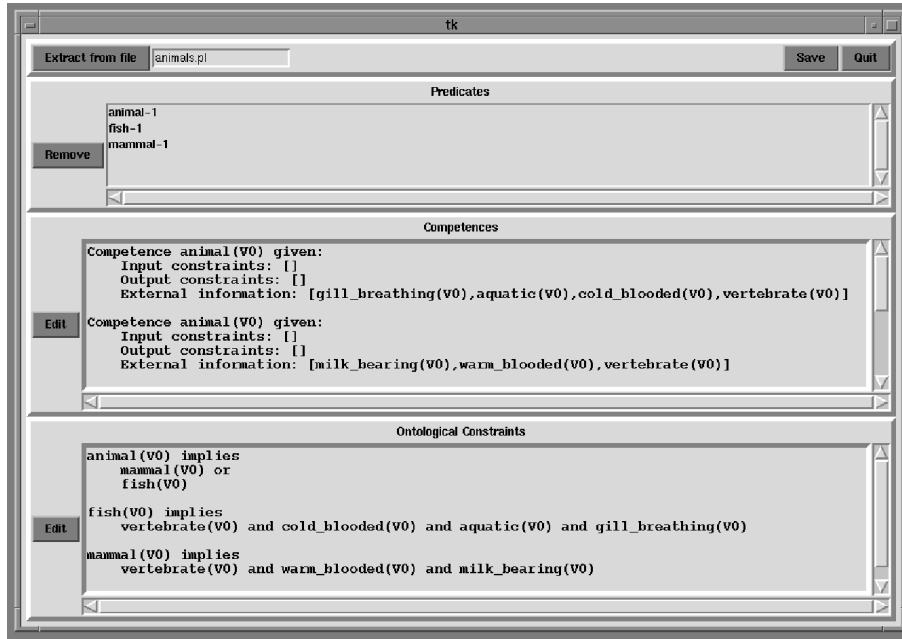 tk
Extract from file animals.pl Save Quit
Predicates
animal-1
fish-1
mammal-1
Remove
Competences
Competence animal(V0) given:
Input constraints: []
Output constraints: []
External information: [gill_breathing(V0),aquatic(V0),cold_blooded(V0),vertebrate(V0)]
Edit
Competence animal(V0) given:
Input constraints: []
Output constraints: []
External information: [milk_bearing(V0),warm_blooded(V0),vertebrate(V0)]
Ontological Constraints
animal(V0) implies
mammal(V0) or
fish(V0)
fish(V0) implies
Edit
vertebrate(V0) and cold_blooded(V0) and aquatic(V0) and gill_breathing(V0)
mammal(V0) implies
vertebrate(V0) and warm_blooded(V0) and milk_bearing(V0)